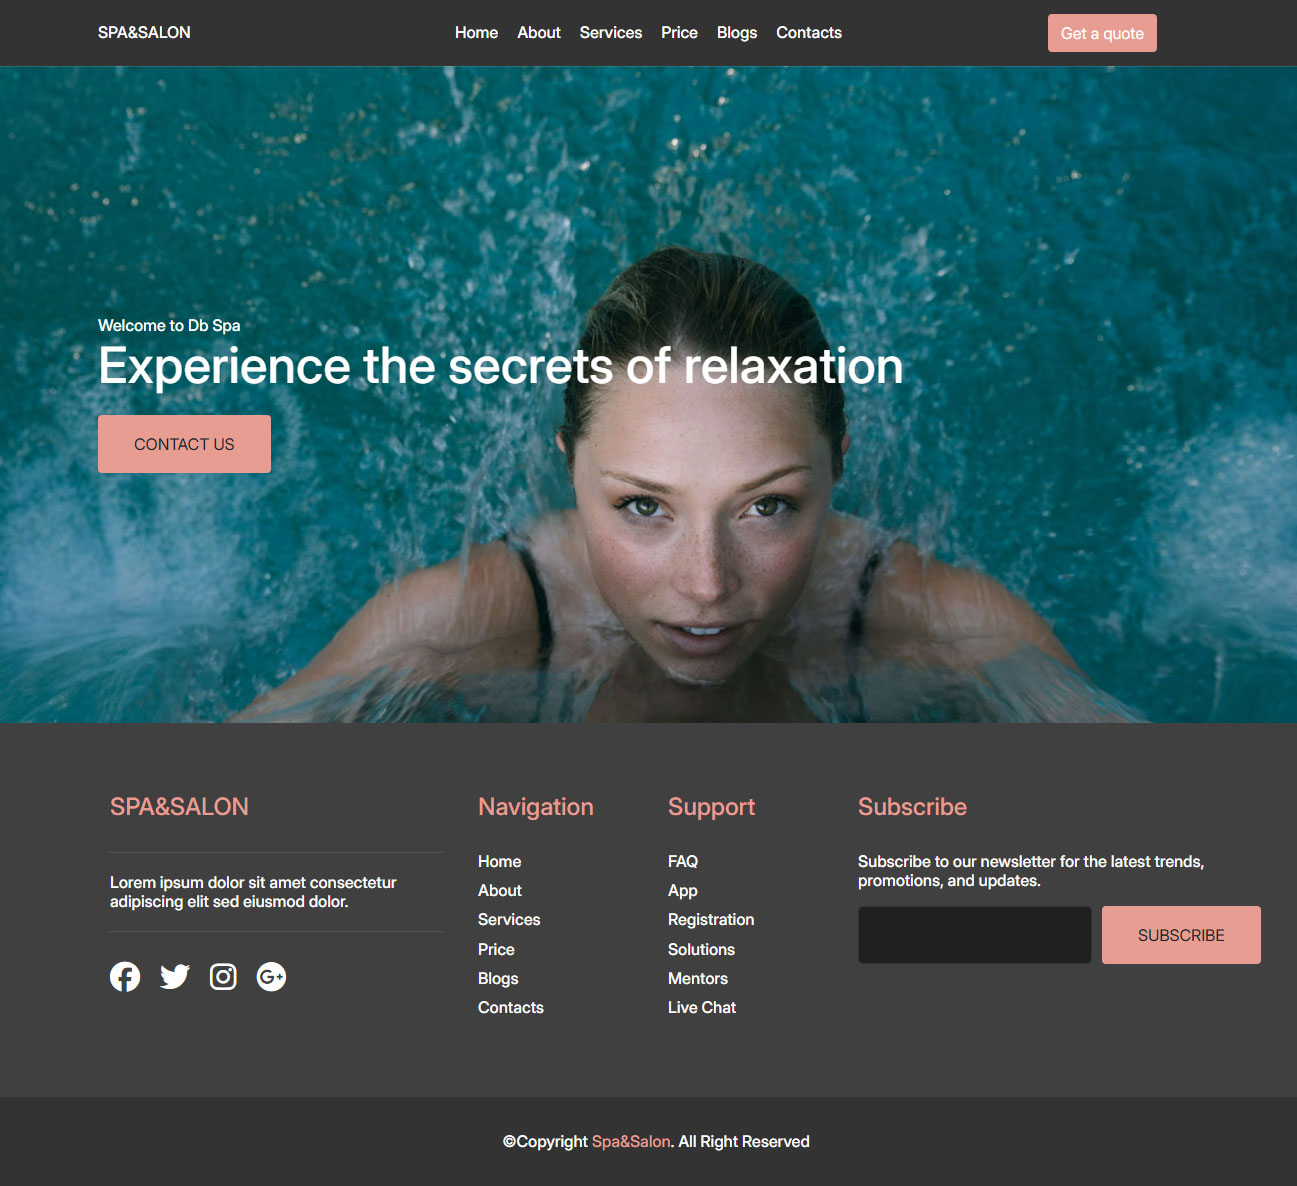 SPA&SALON
Home About Services Price Blogs Contacts
Get a quote
Welcome to Db Spa
Experience the secrets of relaxation
CONTACT US
SPA&SALON
Lorem ipsum dolor sit amet consectetur
adipiscing elit sed eiusmod dolor.
Navigation
Home
About
Services
Price
Blogs
Contacts
Support
FAQ
App
Registration
Solutions
Mentors
Live Chat
Subscribe
Subscribe to our newsletter for the latest trends,
promotions, and updates.
SUBSCRIBE
©Copyright Spa&Salon. All Right Reserved